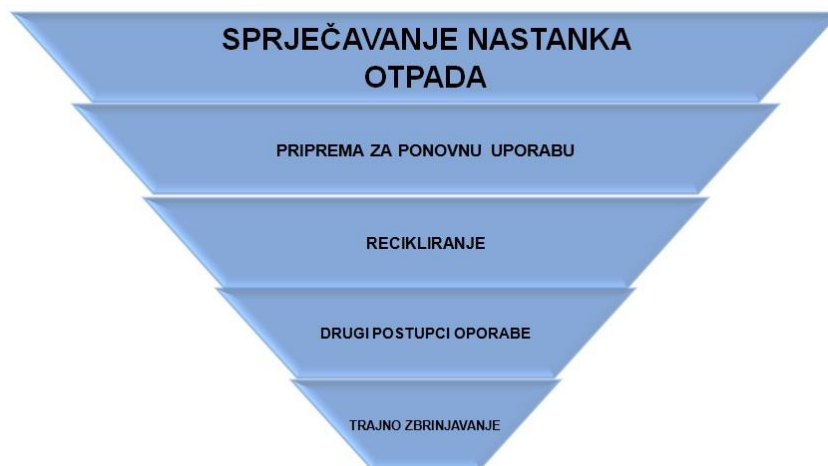 SPRJEČAVANJE NASTANKA
OTPADA
PRIPREMA ZA PONOVNU UPORABU
RECIKLIRANJE
DRUGI POSTUPCI OPORABE
TRAJNO ZBRINJAVANJE